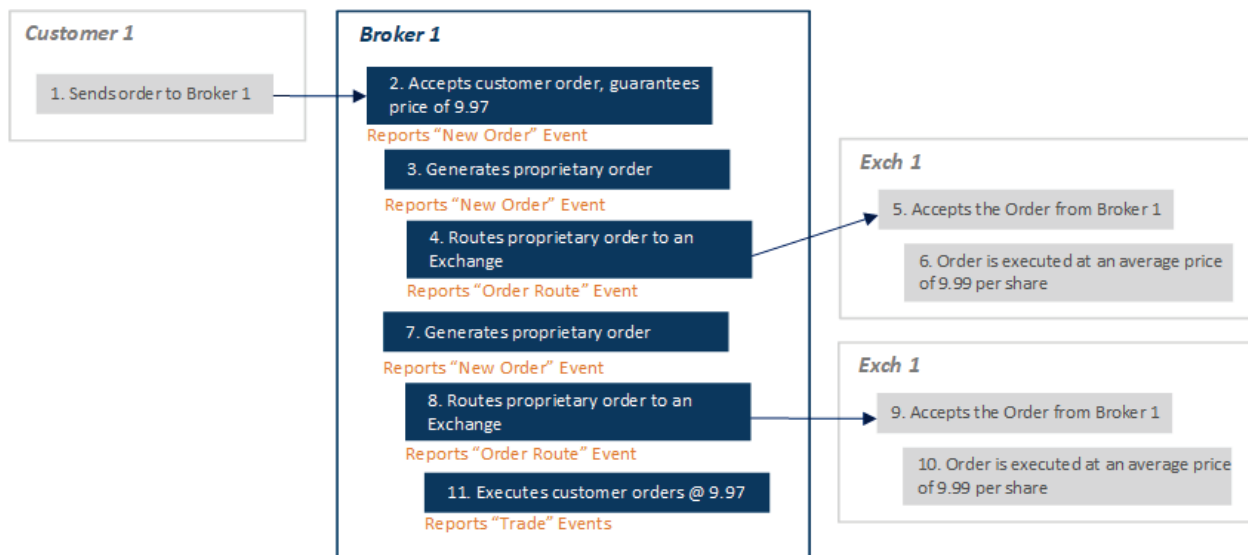 Customer 1
1. Sends order to Broker 1
Broker 1
2. Accepts customer order, guarantees
price of 9.97
Reports “New Order” Event
3. Generates proprietary order
Reports “New Order” Event
4. Routes proprietary order to an
Exchange
Reports “Order Route” Event
Exch 1
5. Accepts the Order from Broker 1
6. Order is executed at an average price
of 9.99 per share
7. Generates proprietary order
Reports “New Order” Event
8. Routes proprietary order to an
Exchange
Reports “Order Route” Event
Exch 1
9. Accepts the Order from Broker 1
10. Order is executed at an average price
of 9.99 per share
11. Executes customer orders @ 9.97
Reports “Trade” Events